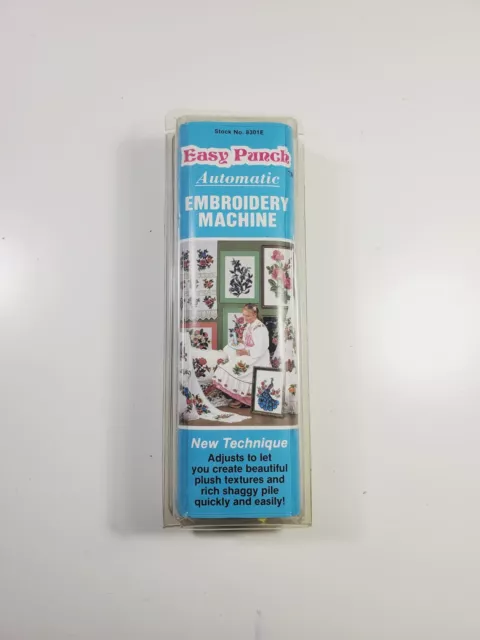 Stock No. 8301E
Easy Punch
Automatic
EMBROIDERY
MACHINE
New Technique
Adjusts to let
you create beautiful
plush textures and
rich shaggy pile
quickly and easily!